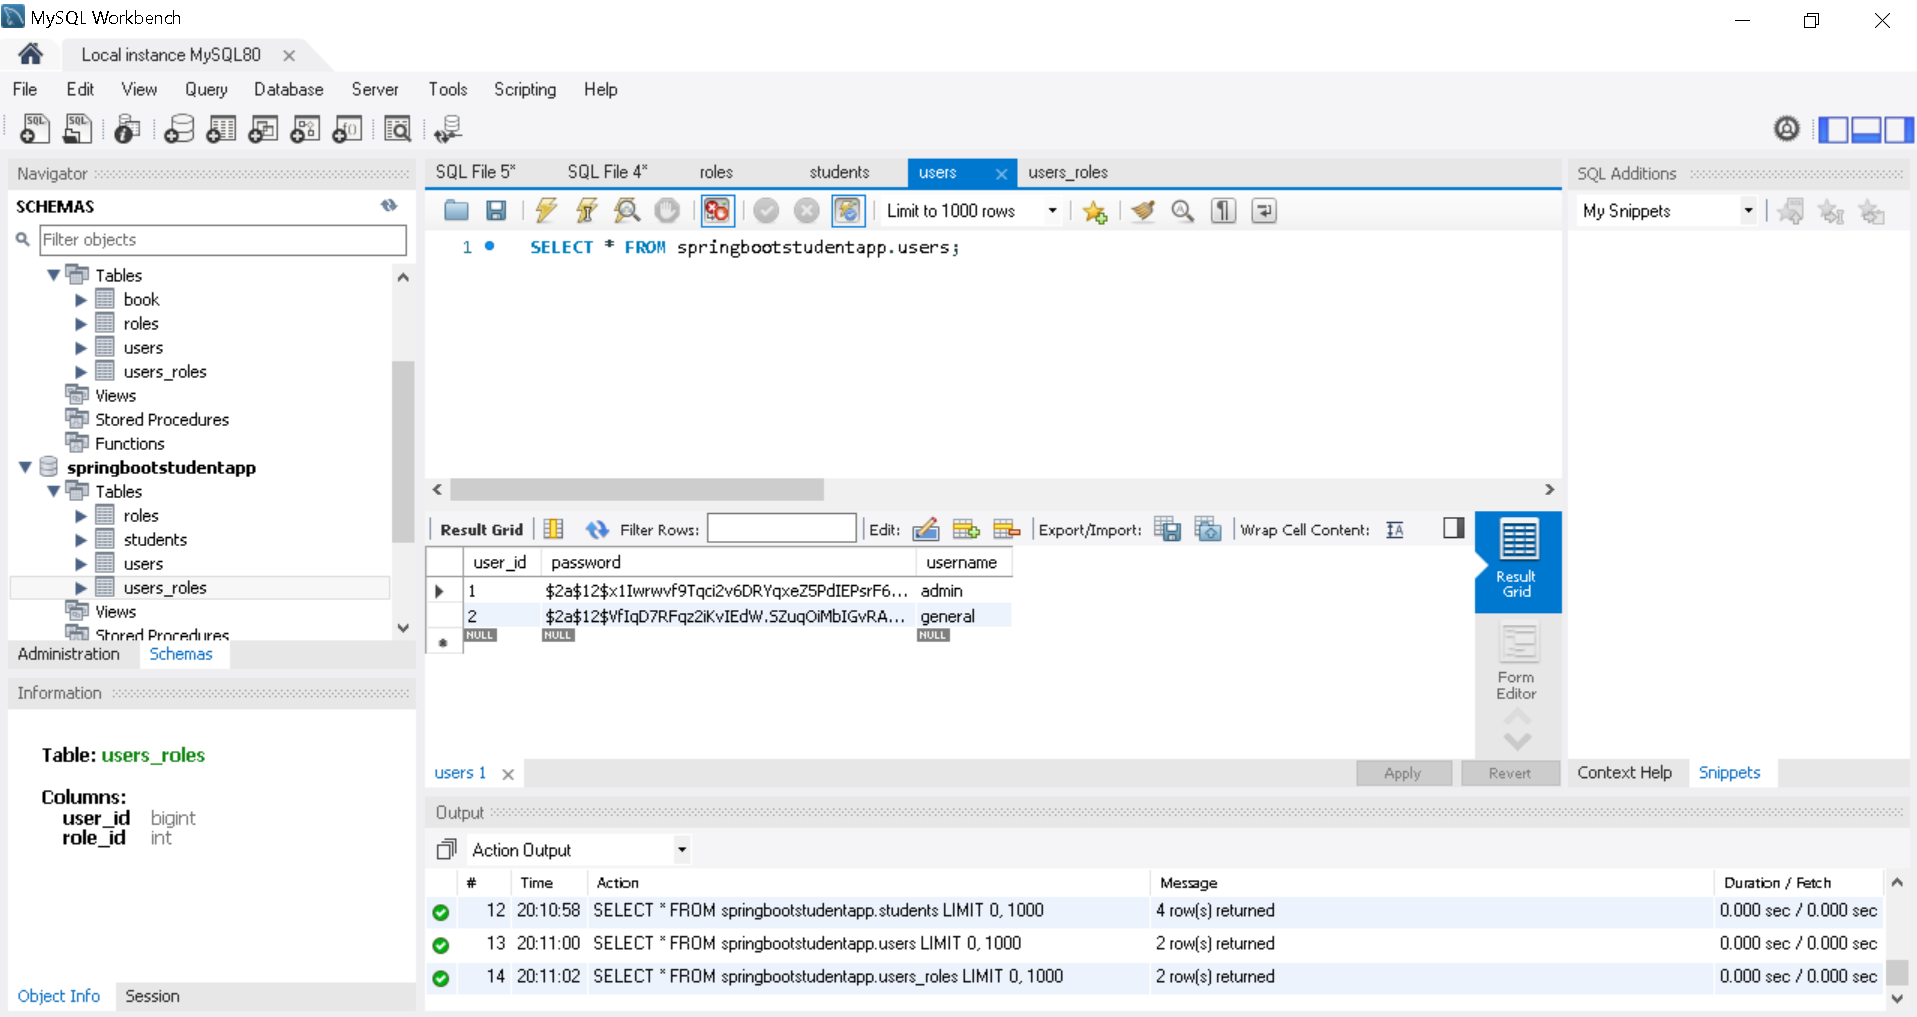 MySQL Workbench
Local instance MySQL80
File Edit View Query Database Server Tools Scripting Help
Navigator
SCHEMAS
Filter objects
Tables
book
roles
users
users_roles
Views
Stored Procedures
Functions
springbootstudentapp
Tables
roles
students
users
users_roles
Views
Stored Procedures
Administration Schemas
Information
Table: users_roles
Columns:
user_id bigint
role_id int
Object Info Session
SQL File 5* SQL File 4* roles students users users_roles
Limit to 1000 rows
1 SELECT * FROM springbootstudentapp.users;
Result Grid Filter Rows: Edit: Export/Import: Wrap Cell Content:
user_id password username
1 $2a$12$x1Iwrwvf9Tqci2v6DRYqxeZ5PdIEPsrF6... admin
2 $2a$12$VfIqD7RFqz2iKvIEdW.SZuqOiMbIGvRA... general
NULL NULL NULL
Result
Grid
Form
Editor
users 1
Apply Revert
SQL Additions
My Snippets
Context Help Snippets
Output
Action Output
# Time Action Message Duration / Fetch
12 20:10:58 SELECT * FROM springbootstudentapp.students LIMIT 0, 1000 4 row(s) returned 0.000 sec / 0.000 sec
13 20:11:00 SELECT * FROM springbootstudentapp.users LIMIT 0, 1000 2 row(s) returned 0.000 sec / 0.000 sec
14 20:11:02 SELECT * FROM springbootstudentapp.users_roles LIMIT 0, 1000 2 row(s) returned 0.000 sec / 0.000 sec